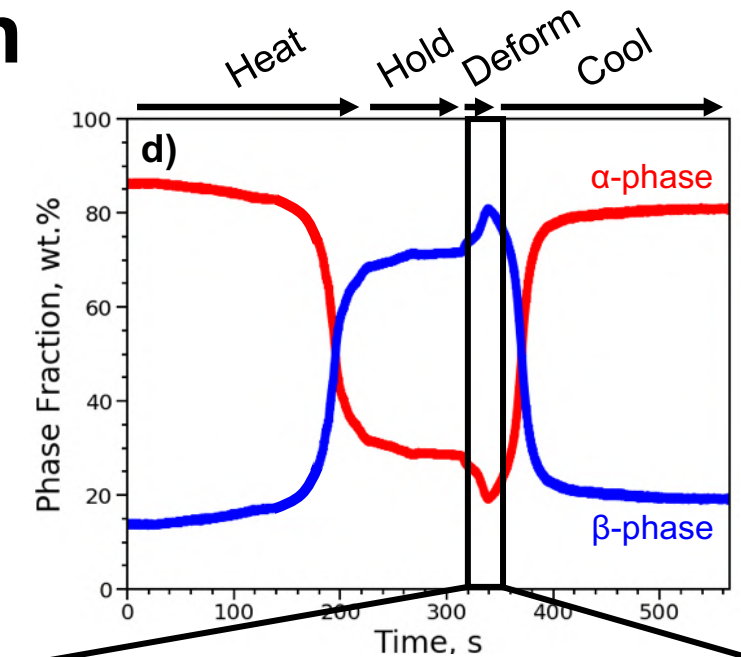 n
Heat
Hold
Deform
Cool
d)
α-phase
β-phase
Phase Fraction, wt.%
100
80
60
40
20
0
0 100 200 300 400 500
Time, s